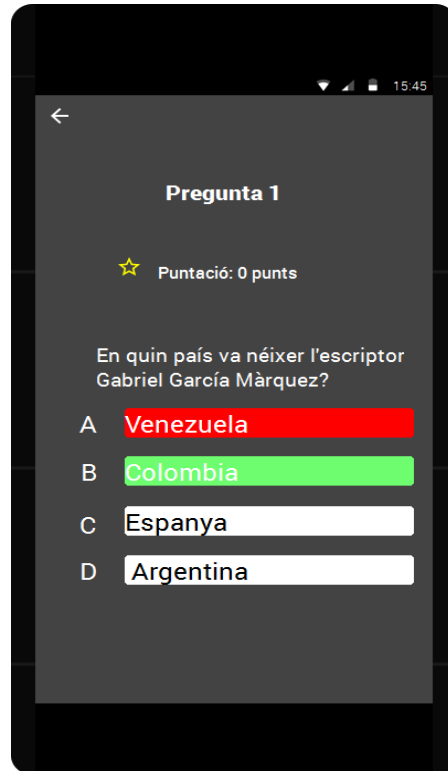 15:45
Pregunta 1
Puntació: 0 punts
En quin país va néixer l'escriptor
Gabriel García Màrquez?
A Venezuela
B Colombia
C Espanya
D Argentina